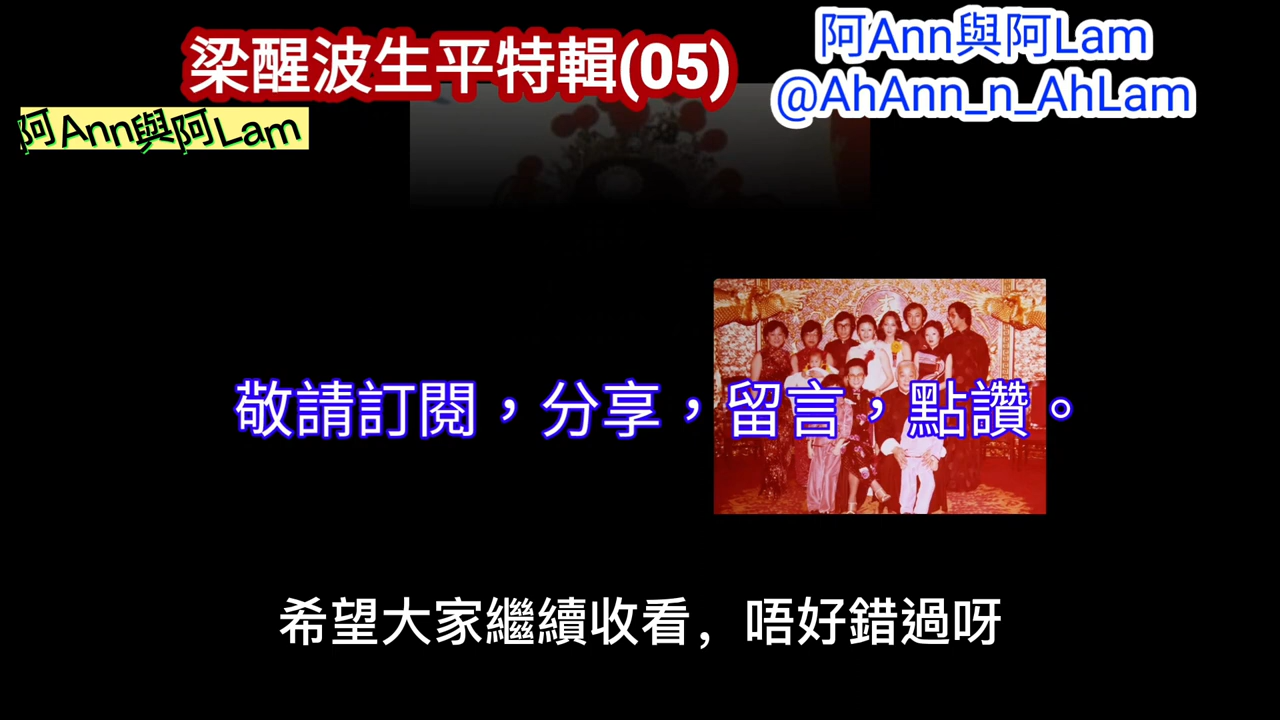 梁醒波生平特輯(05)
阿Ann與阿Lam
@AhAnn_n_AhLam
阿Ann與阿Lam
敬請訂閱，分享，留言，點讚。
希望大家繼續收看，唔好錯過呀